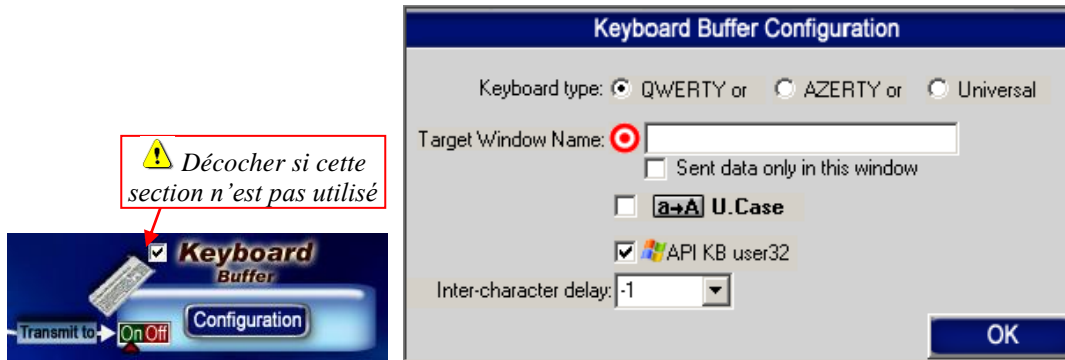 Décocher si cette
section n'est pas utilisé
Keyboard
Buffer
Transmit to
On Off
Configuration
Keyboard Buffer Configuration
Keyboard type: QWERTY or AZERTY or Universal
Target Window Name:
Sent data only in this window
a→A U.Case
API KB user32
Inter-character delay: -1
OK